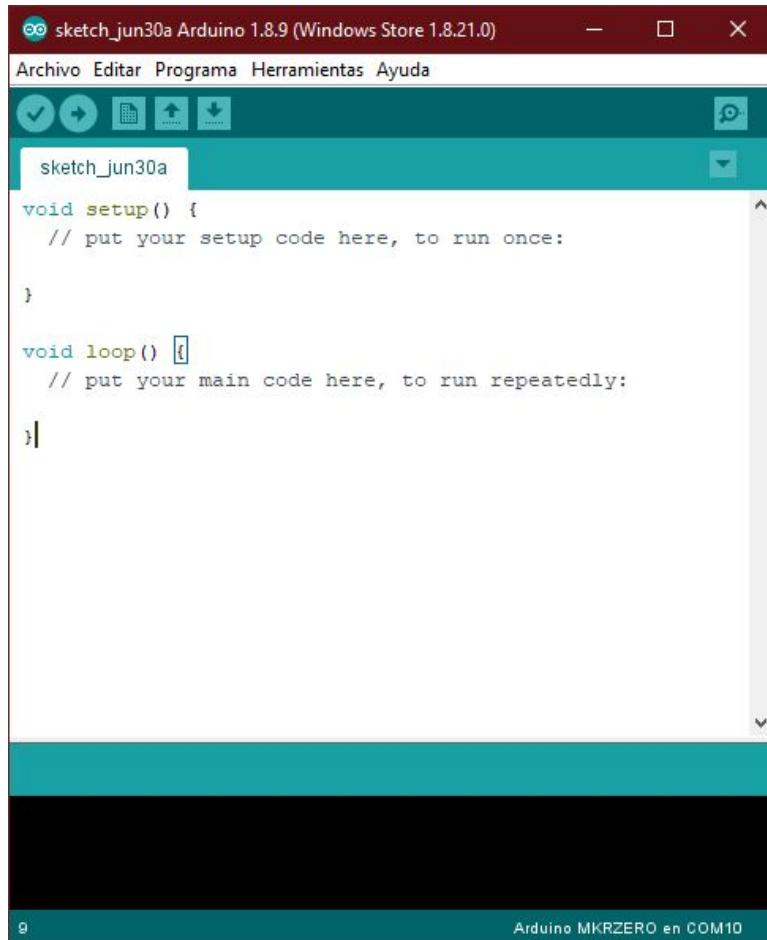 sketch_jun30a Arduino 1.8.9 (Windows Store 1.8.21.0)
Archivo Editar Programa Herramientas Ayuda
sketch_jun30a
void setup() {
  // put your setup code here, to run once:
}
void loop() {
  // put your main code here, to run repeatedly:
}
9 Arduino MKRZERO en COM10